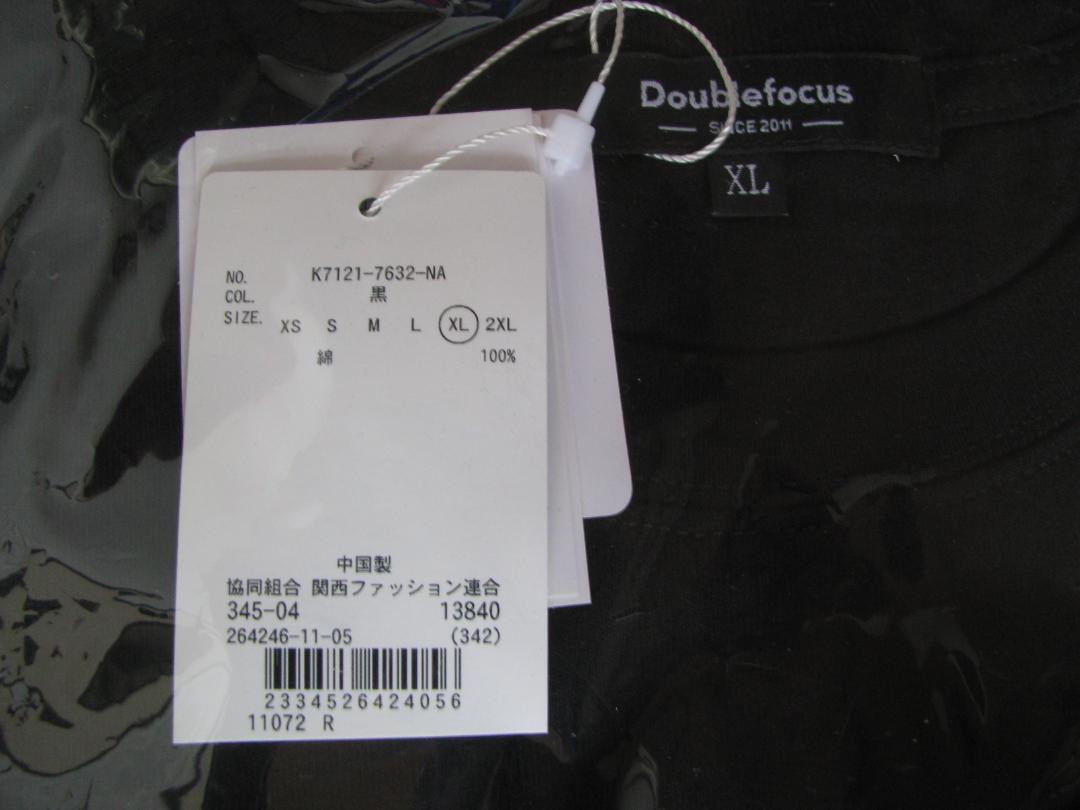 Doublefocus
SINCE 2011
XL
NO. K7121-7632-NA
COL. 黒
SIZE. XS S M L XL 2XL
綿 100%
中国製
協同組合 関西ファッション連合
345-04 13840
264246-11-05 (342)
2334526424056
11072 R